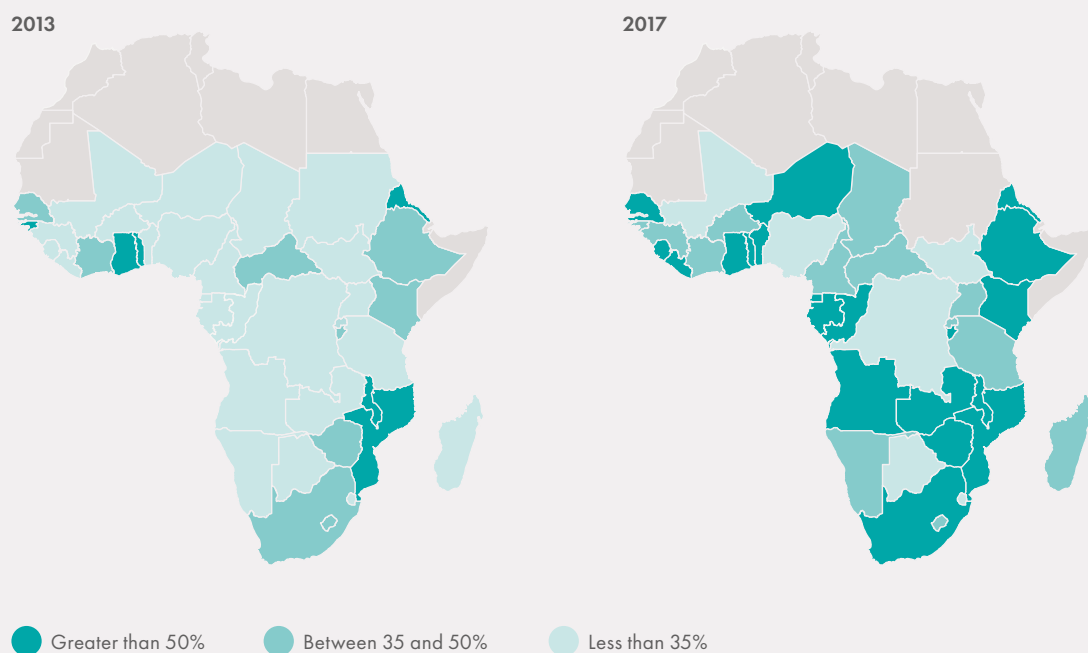 2013
2017
Greater than 50%
Between 35 and 50%
Less than 35%